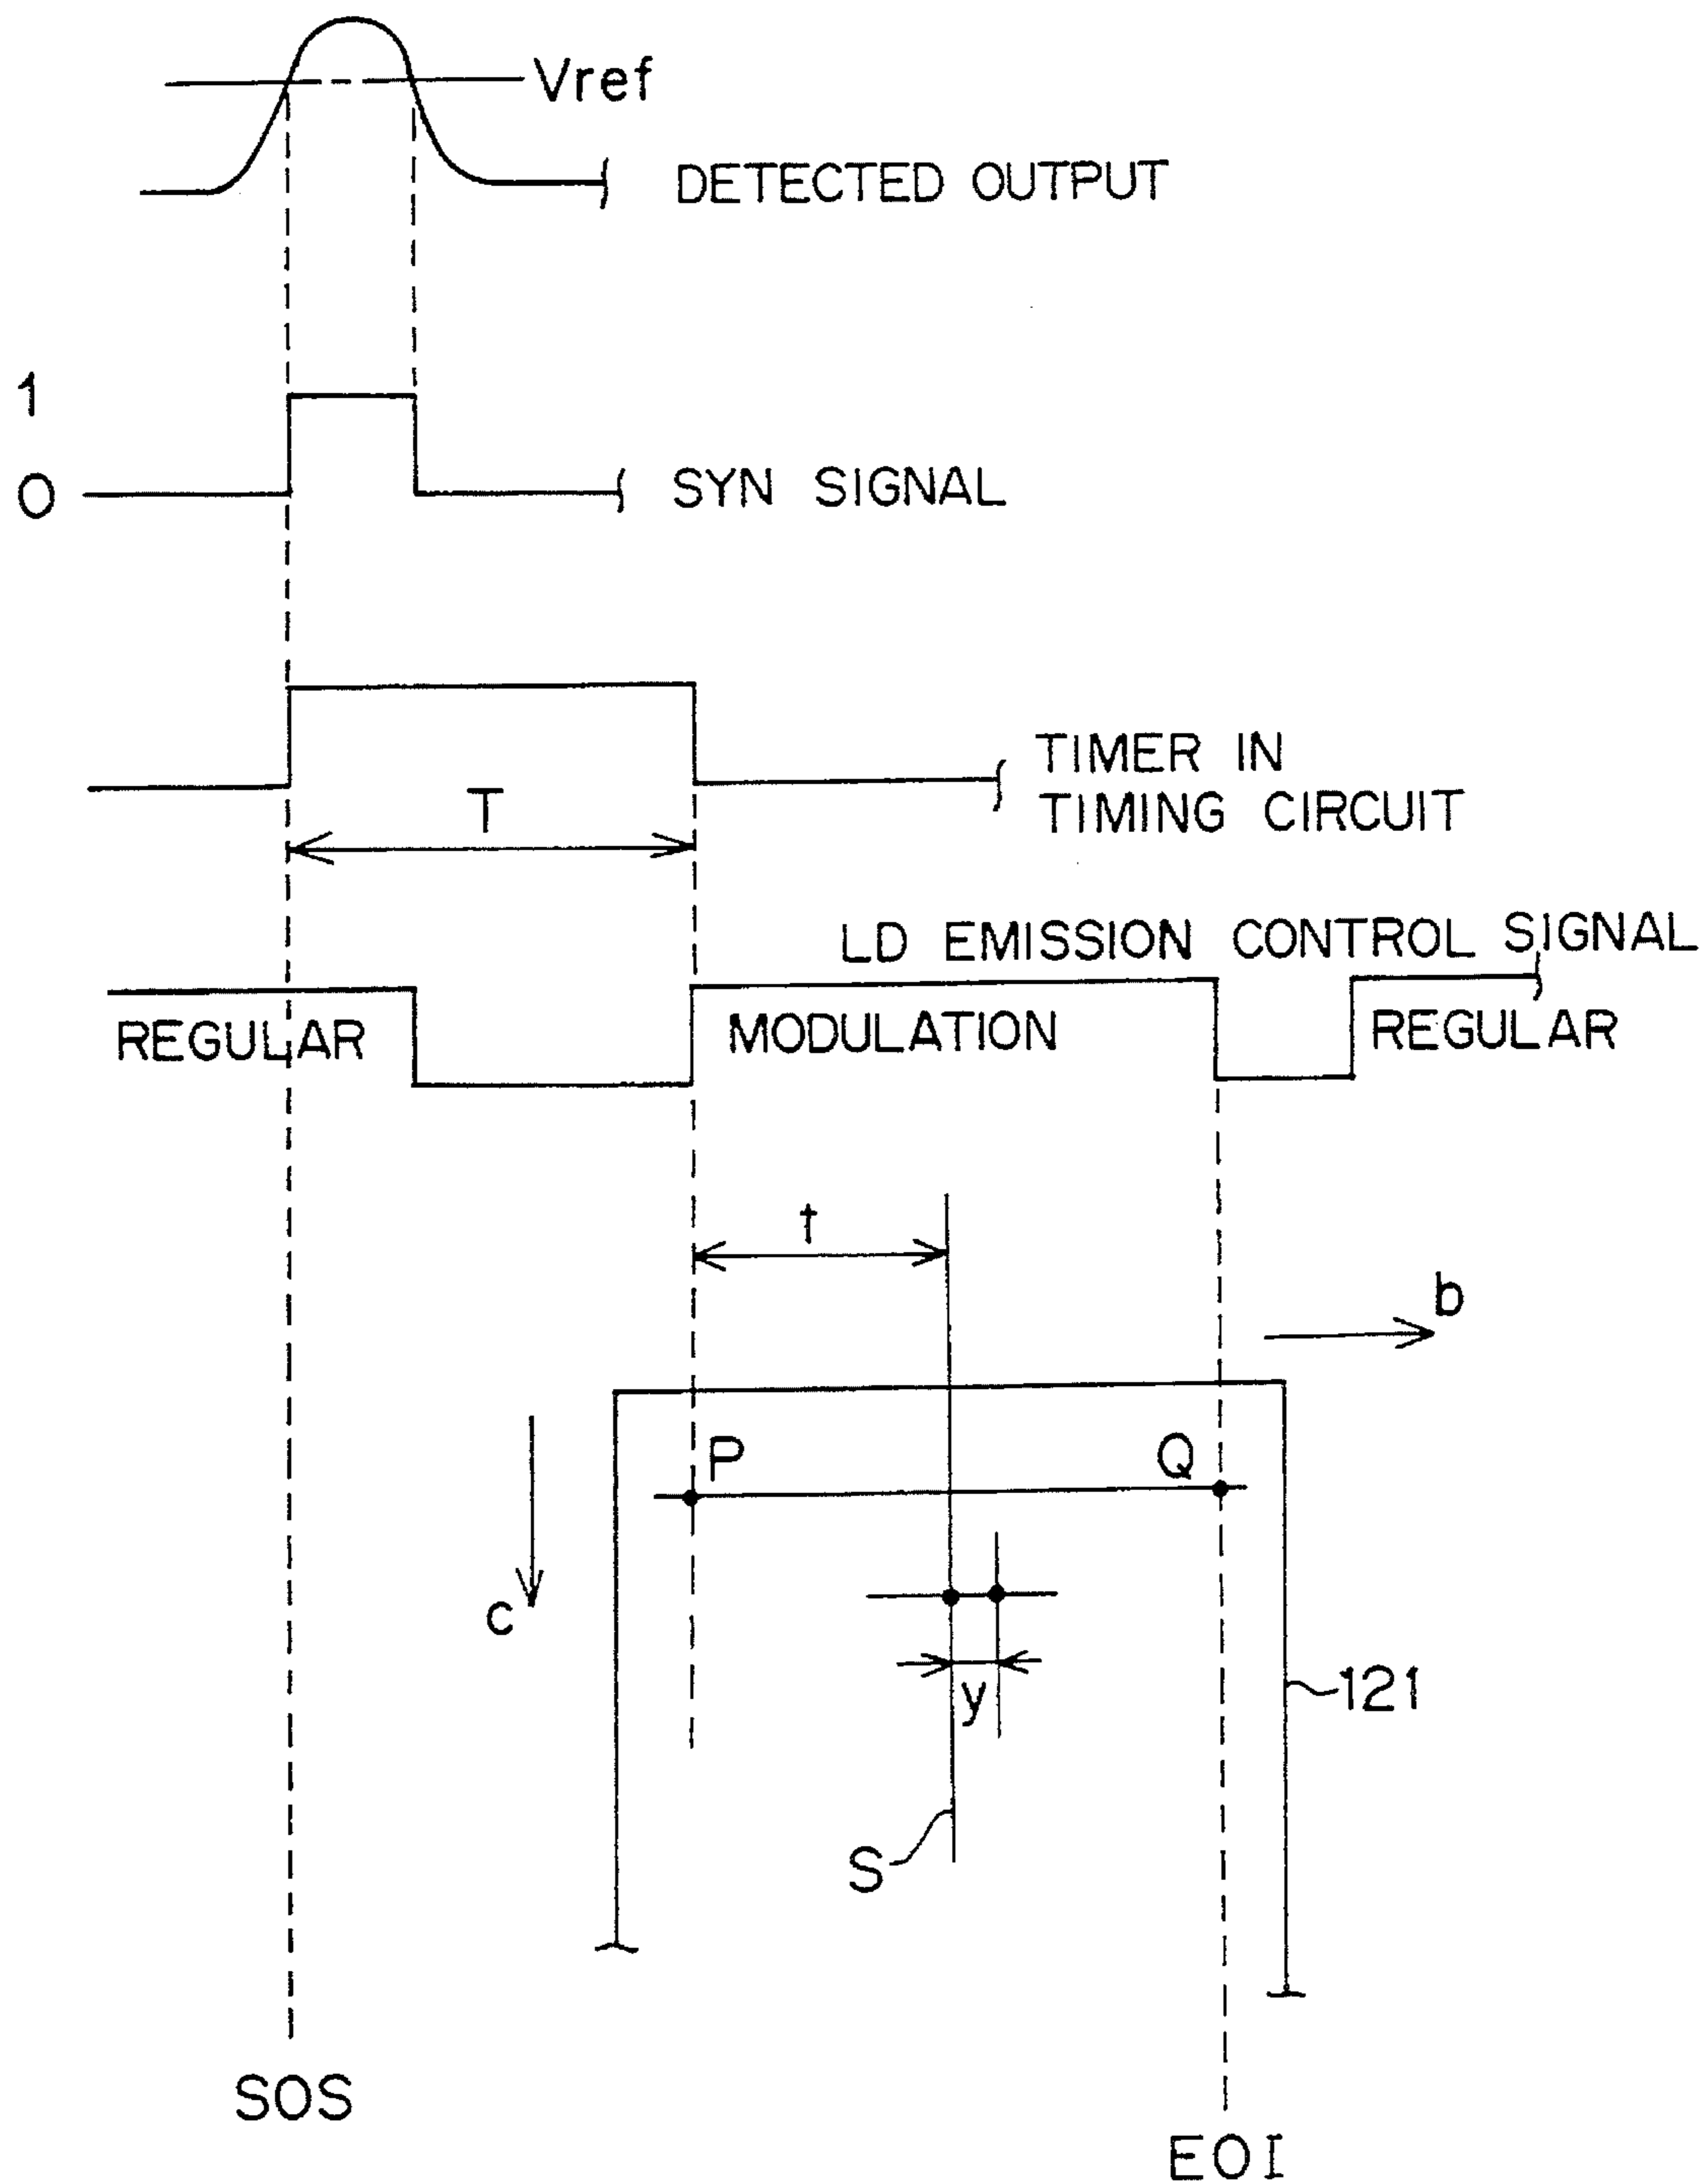 Vref
DETECTED OUTPUT
1
0
SYN SIGNAL
TIMER IN
TIMING CIRCUIT
T
LD EMISSION CONTROL SIGNAL
REGULAR
MODULATION
REGULAR
t
b
P
Q
c
y
121
S
SOS
EOI